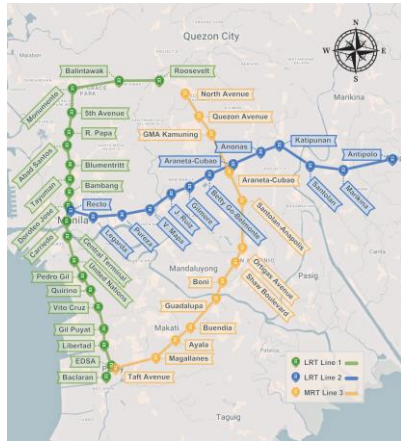 Quezon City
N
W
E
S
Balintawak
Roosevelt
Monumento
North Avenue
Marikina
5th Avenue
Quezon Avenue
R. Papa
GMA Kamuning
Katipunan
Anonas
Abad Santos
Antipolo
Blumentritt
Araneta-Cubao
Araneta-Cubao
Tayuman
Bambang
Santolan
Marikina
Recto
Betty Go-Belmonte
Gilmore
J. Ruiz
V. Mapa
Pureza
Legarda
Doroteo Jose
Manila
Carriedo
Central Terminal
United Nations
Santolan-Anapolis
Mandaluyong
Ortigas Avenue
Shaw Boulevard
Pasig
Pedro Gil
Boni
Quirino
Guadalupa
Vito Cruz
Makati
Buendia
Gil Puyat
Ayala
Libertad
Magallanes
EDSA
Taft Avenue
Baclaran
LRT Line 1
LRT Line 2
MRT Line 3
Taguig